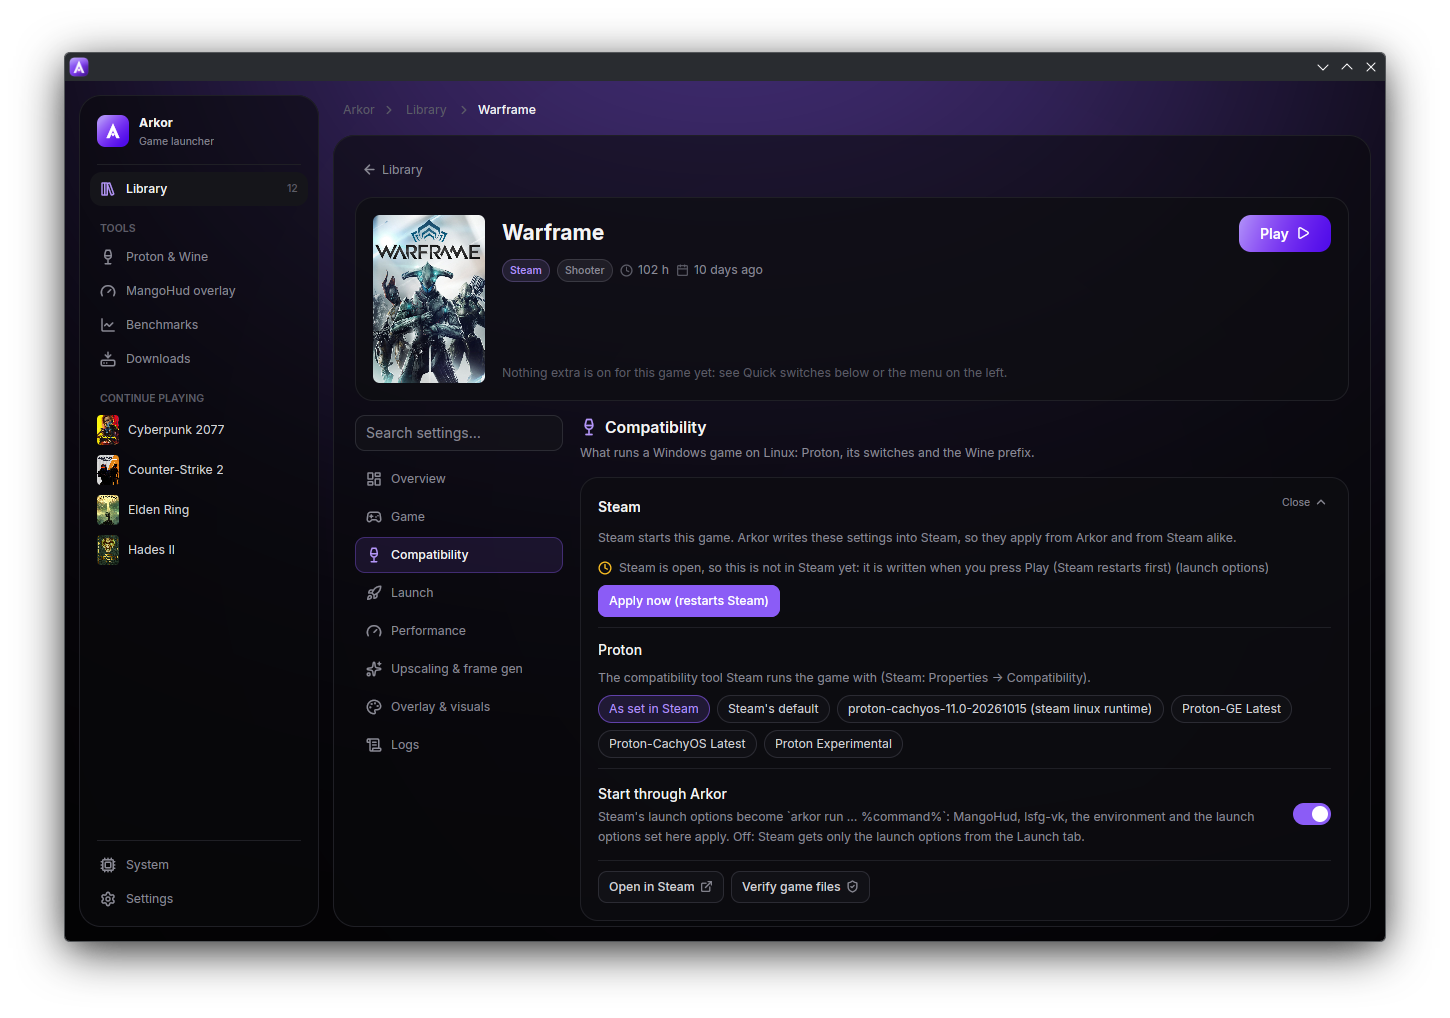 Arkor
Game launcher
Library 12
TOOLS
Proton & Wine
MangoHud overlay
Benchmarks
Downloads
CONTINUE PLAYING
Cyberpunk 2077
Counter-Strike 2
Elden Ring
Hades II
System
Settings
Arkor > Library > Warframe
← Library
WARFRAME
Warframe
Play
Steam Shooter 102 h 10 days ago
Nothing extra is on for this game yet: see Quick switches below or the menu on the left.
Search settings...
Overview
Game
Compatibility
Launch
Performance
Upscaling & frame gen
Overlay & visuals
Logs
Compatibility
What runs a Windows game on Linux: Proton, its switches and the Wine prefix.
Steam
Close
Steam starts this game. Arkor writes these settings into Steam, so they apply from Arkor and from Steam alike.
Steam is open, so this is not in Steam yet: it is written when you press Play (Steam restarts first) (launch options)
Apply now (restarts Steam)
Proton
The compatibility tool Steam runs the game with (Steam: Properties → Compatibility).
As set in Steam Steam's default proton-cachyos-11.0-20261015 (steam linux runtime) Proton-GE Latest
Proton-CachyOS Latest Proton Experimental
Start through Arkor
Steam's launch options become `arkor run ... %command%`: MangoHud, lsfg-vk, the environment and the launch
options set here apply. Off: Steam gets only the launch options from the Launch tab.
Open in Steam Verify game files